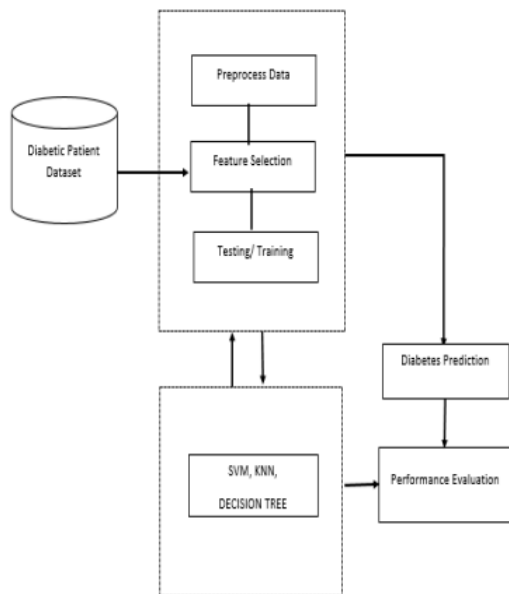 Preprocess Data
Diabetic Patient
Dataset
Feature Selection
Testing/ Training
Diabetes Prediction
SVM, KNN,
DECISION TREE
Performance Evaluation